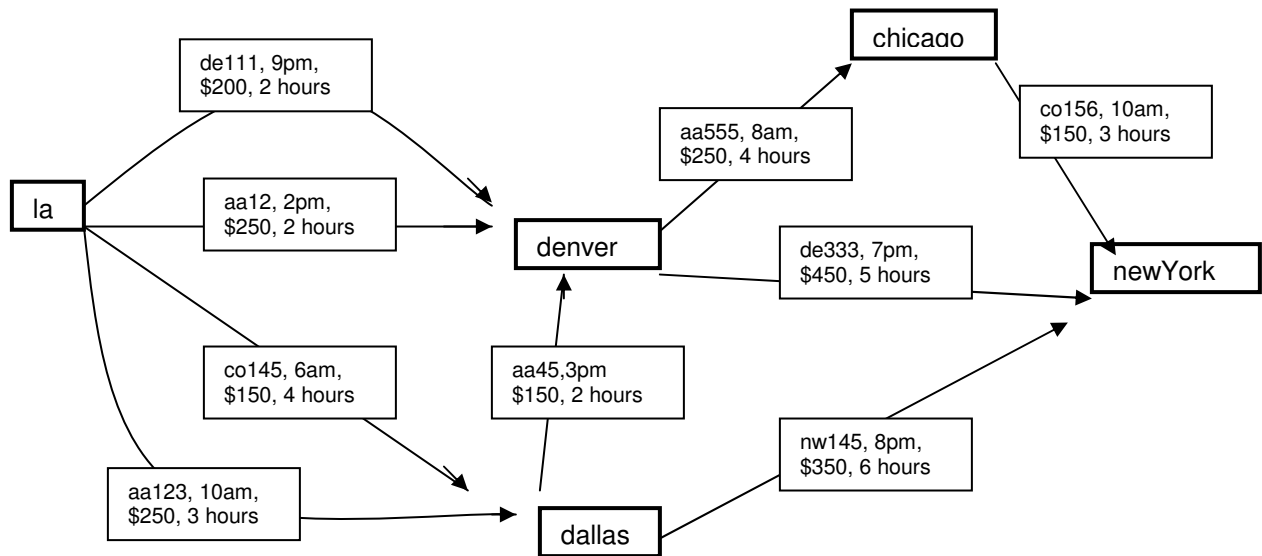 chicago
de111, 9pm,
$200, 2 hours
co156, 10am,
$150, 3 hours
aa555, 8am,
$250, 4 hours
la
aa12, 2pm,
$250, 2 hours
denver
de333, 7pm,
$450, 5 hours
newYork
co145, 6am,
$150, 4 hours
aa45,3pm
$150, 2 hours
nw145, 8pm,
$350, 6 hours
aa123, 10am,
$250, 3 hours
dallas